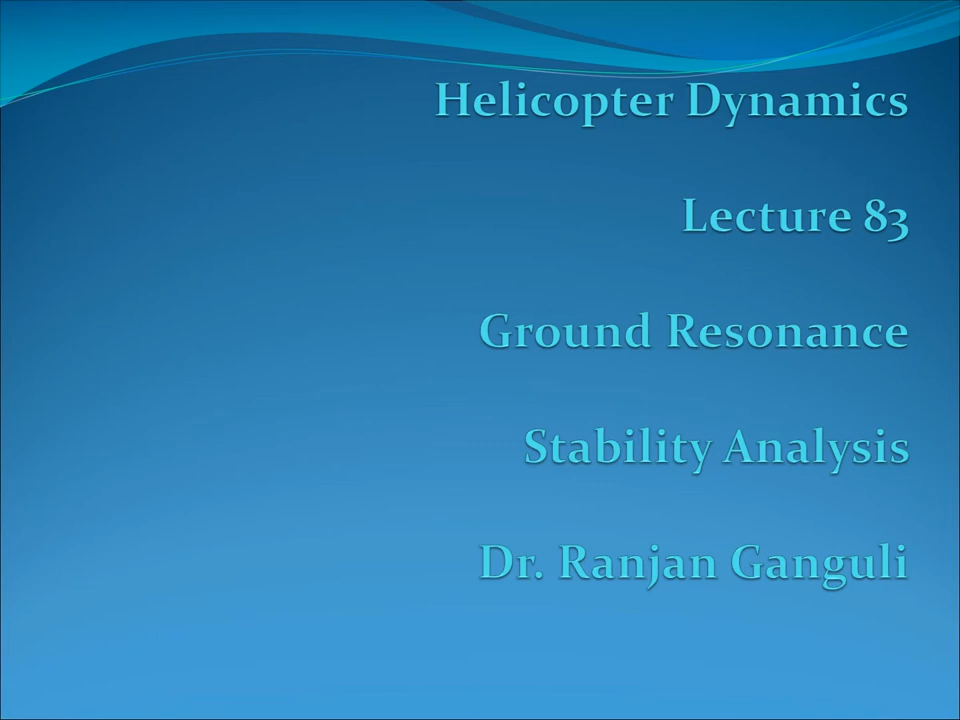 Helicopter Dynamics
Lecture 83
Ground Resonance
Stability Analysis
Dr. Ranjan Ganguli